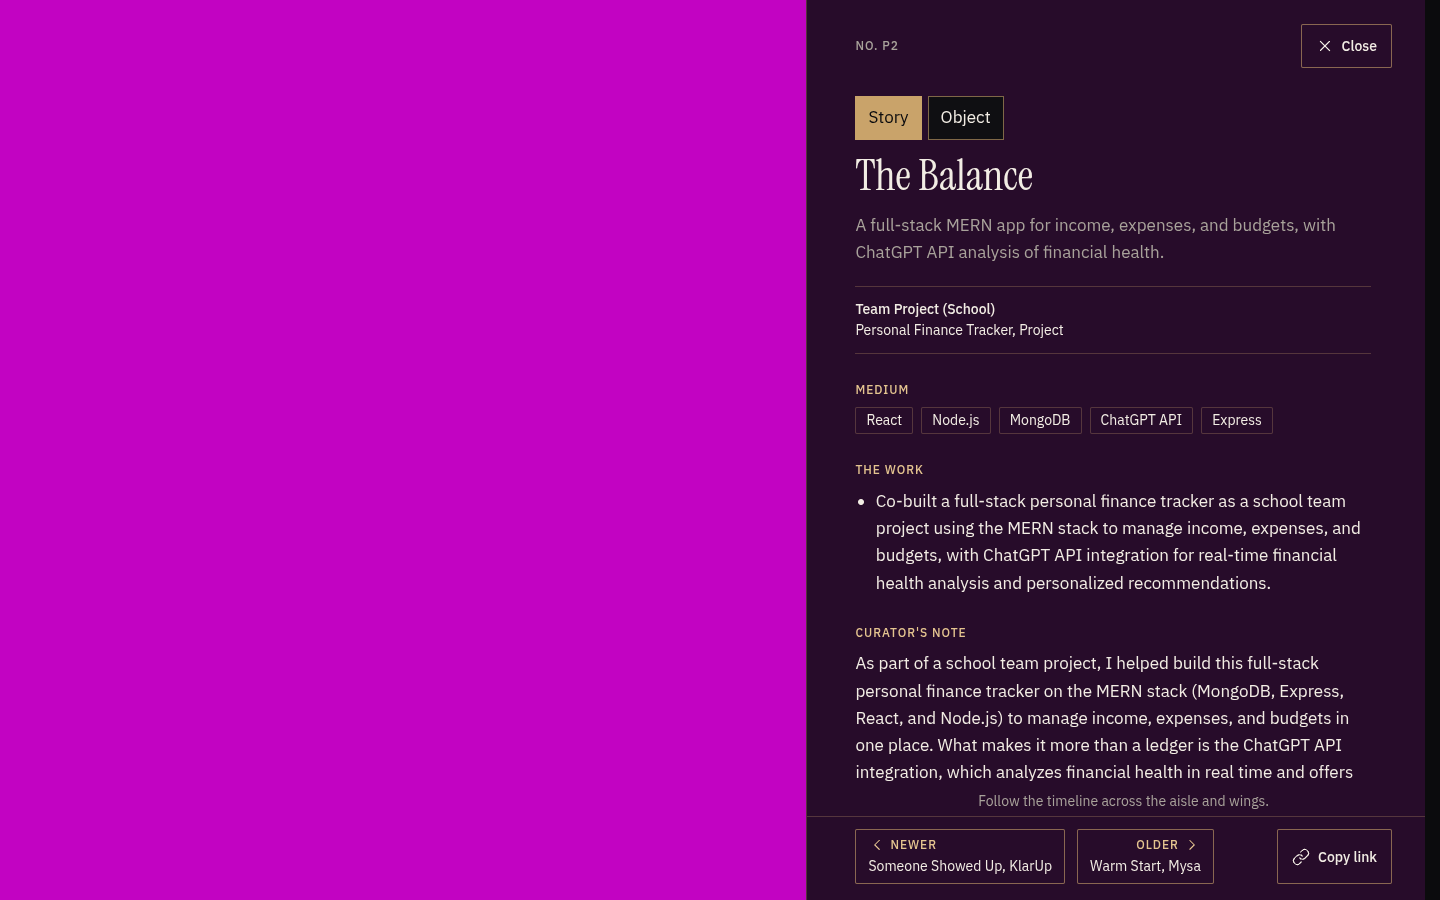 NO. P2
Close
Story
Object
The Balance
A full-stack MERN app for income, expenses, and budgets, with
ChatGPT API analysis of financial health.
Team Project (School)
Personal Finance Tracker, Project
MEDIUM
React
Node.js
MongoDB
ChatGPT API
Express
THE WORK
• Co-built a full-stack personal finance tracker as a school team
project using the MERN stack to manage income, expenses, and
budgets, with ChatGPT API integration for real-time financial
health analysis and personalized recommendations.
CURATOR'S NOTE
As part of a school team project, I helped build this full-stack
personal finance tracker on the MERN stack (MongoDB, Express,
React, and Node.js) to manage income, expenses, and budgets in
one place. What makes it more than a ledger is the ChatGPT API
integration, which analyzes financial health in real time and offers
Follow the timeline across the aisle and wings.
NEWER
Someone Showed Up, KlarUp
OLDER
Warm Start, Mysa
Copy link